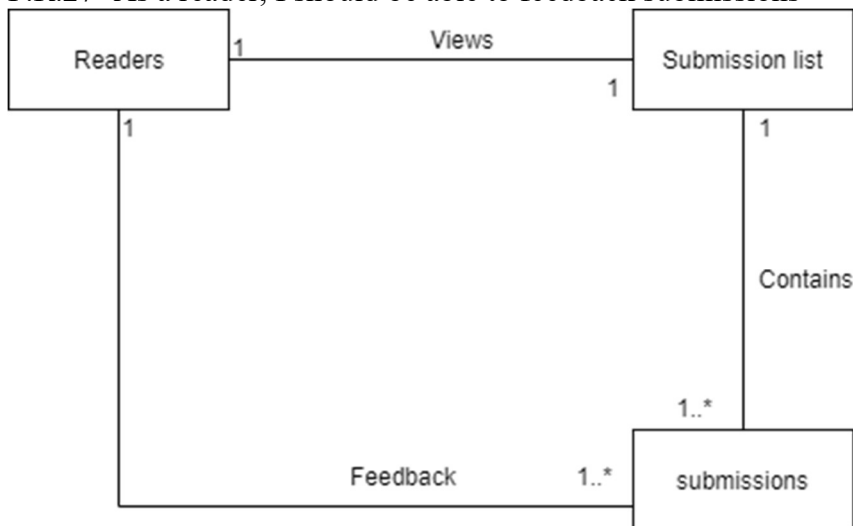 As a reader, I should be able to feedback submissions
Readers
1
Views
1
Submission list
1
1
Contains
1..*
Feedback
1..*
submissions